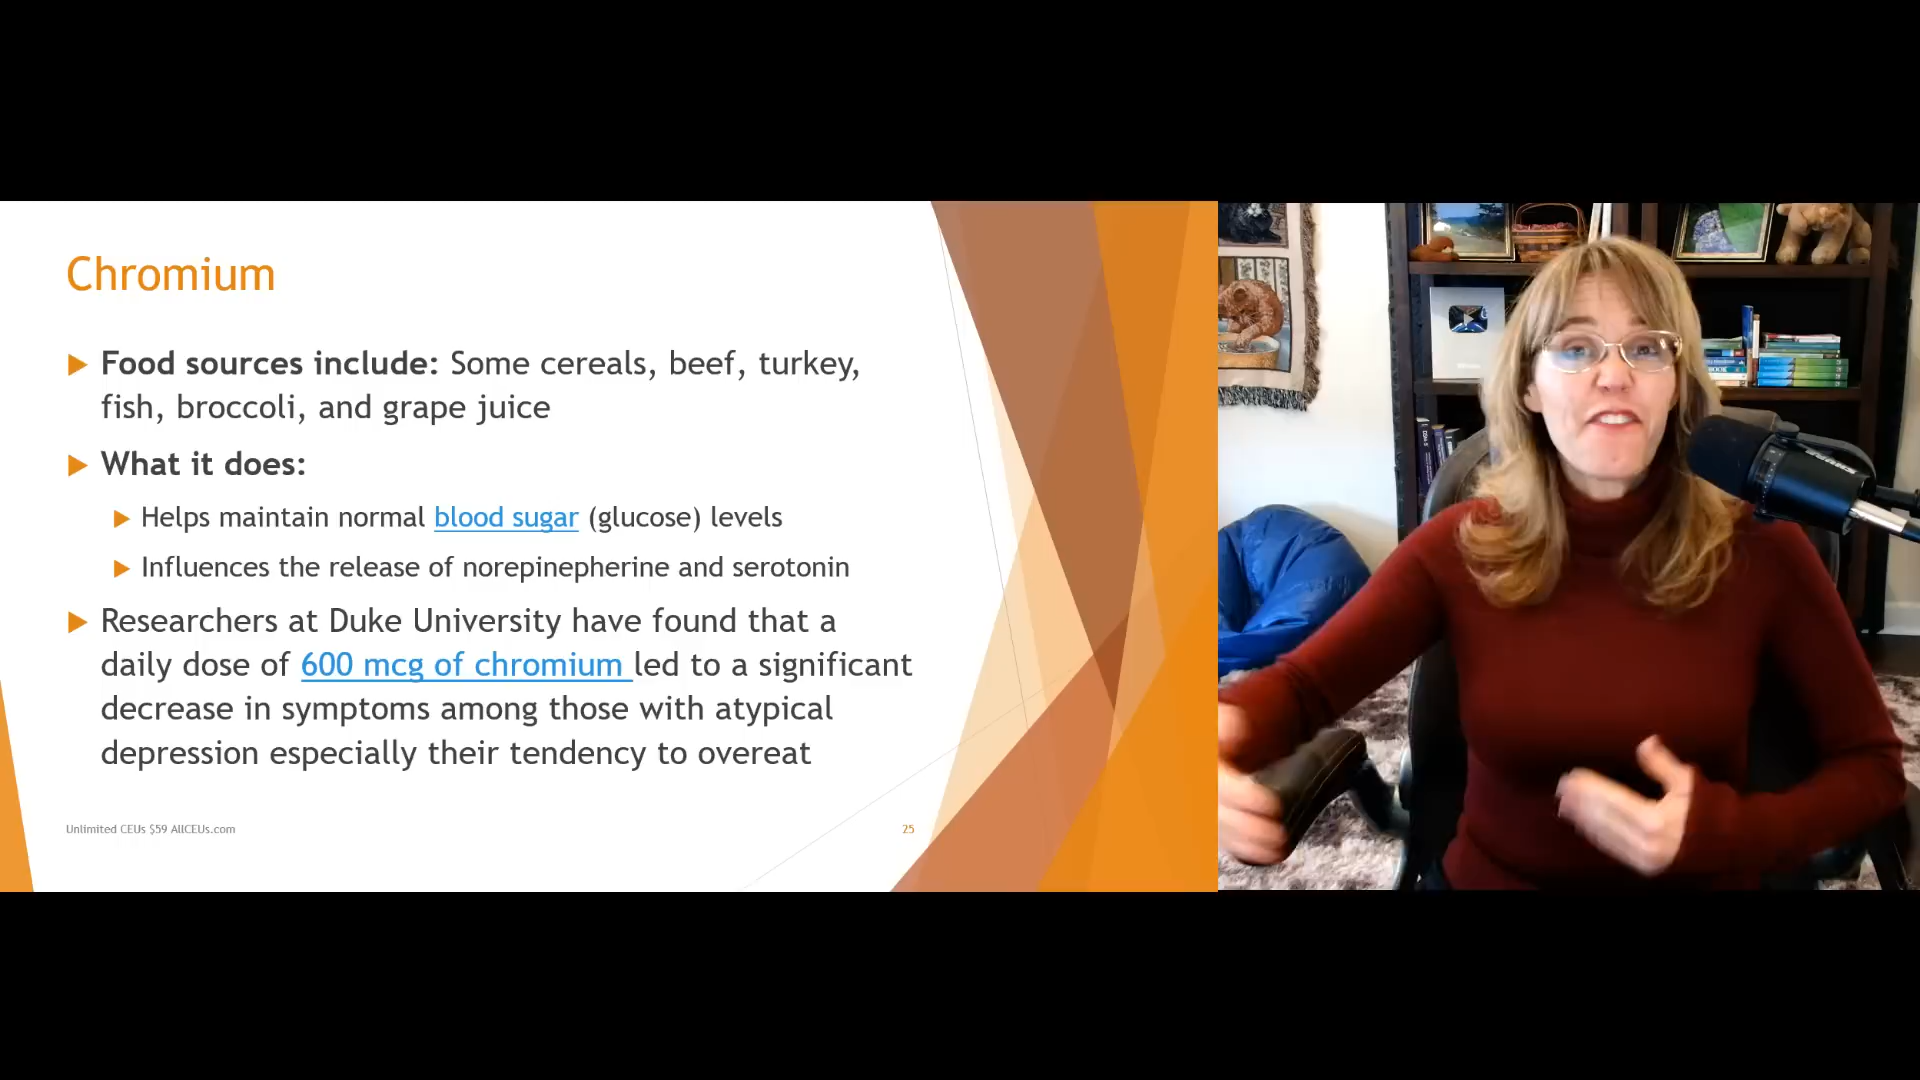 Chromium
Food sources include: Some cereals, beef, turkey,
fish, broccoli, and grape juice
What it does:
Helps maintain normal blood sugar (glucose) levels
Influences the release of norepinepherine and serotonin
Researchers at Duke University have found that a
daily dose of 600 mcg of chromium led to a significant
decrease in symptoms among those with atypical
depression especially their tendency to overeat
Unlimited CEUs $59 AllCEUs.com
25